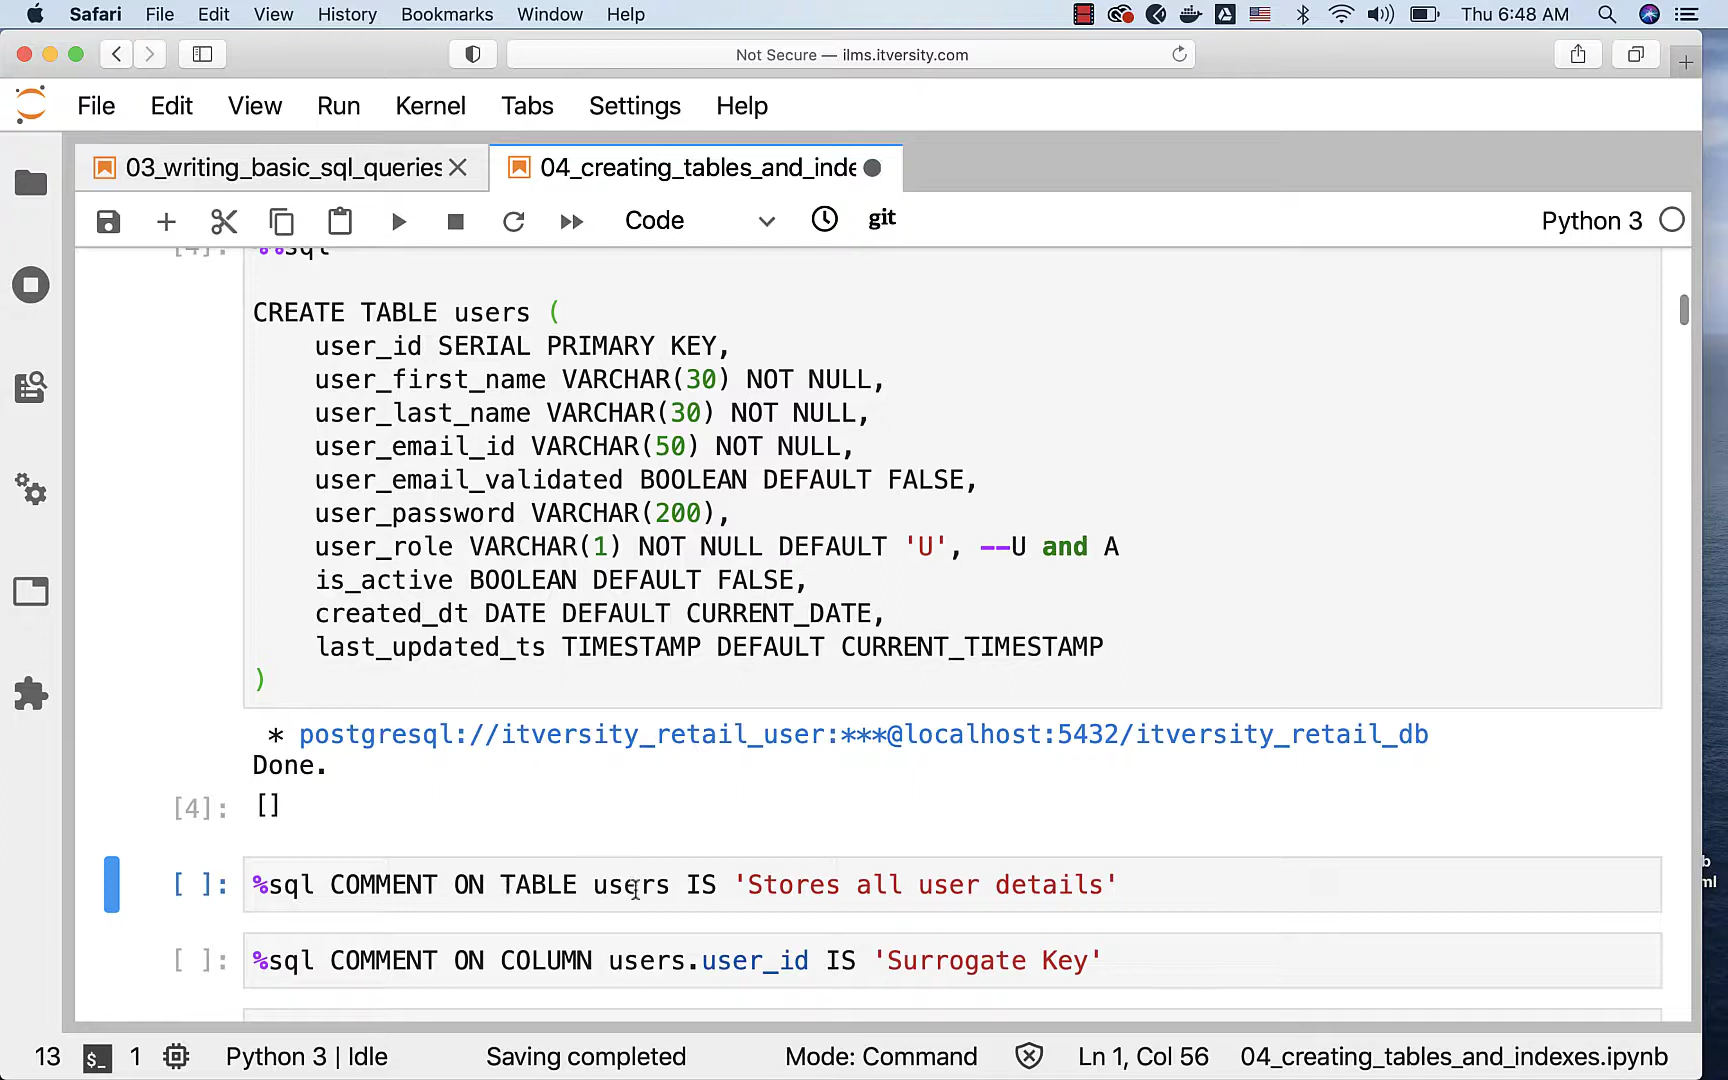 Safari File Edit View History Bookmarks Window Help Thu 6:48 AM
Not Secure — ilms.itversity.com
File Edit View Run Kernel Tabs Settings Help
03_writing_basic_sql_queries 04_creating_tables_and_inde
Code git Python 3
[4]: %%sql
CREATE TABLE users (
user_id SERIAL PRIMARY KEY,
user_first_name VARCHAR(30) NOT NULL,
user_last_name VARCHAR(30) NOT NULL,
user_email_id VARCHAR(50) NOT NULL,
user_email_validated BOOLEAN DEFAULT FALSE,
user_password VARCHAR(200),
user_role VARCHAR(1) NOT NULL DEFAULT 'U', --U and A
is_active BOOLEAN DEFAULT FALSE,
created_dt DATE DEFAULT CURRENT_DATE,
last_updated_ts TIMESTAMP DEFAULT CURRENT_TIMESTAMP
)
* postgresql://itversity_retail_user:***@localhost:5432/itversity_retail_db
Done.
[4]: []
[ ]: %sql COMMENT ON TABLE users IS 'Stores all user details'
[ ]: %sql COMMENT ON COLUMN users.user_id IS 'Surrogate Key'
13 $_ 1 Python 3 | Idle Saving completed Mode: Command Ln 1, Col 56 04_creating_tables_and_indexes.ipynb